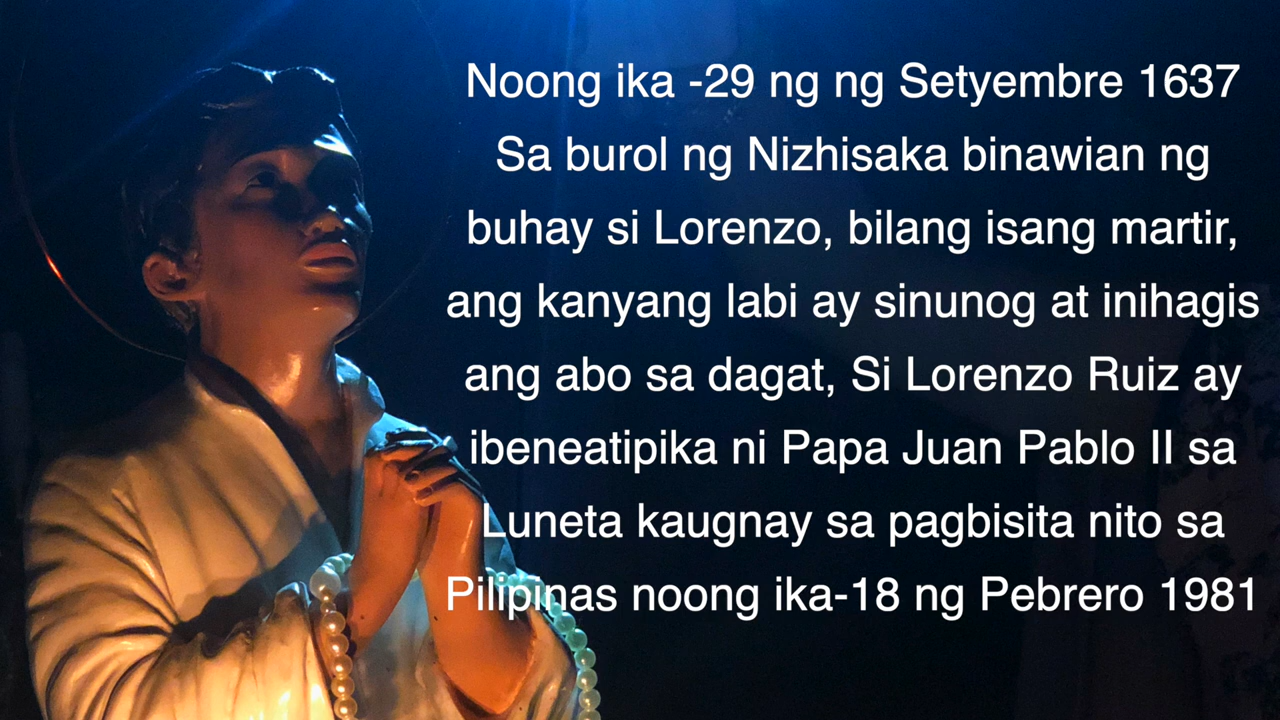 Noong ika -29 ng ng Setyembre 1637
Sa burol ng Nizhisaka binawian ng
buhay si Lorenzo, bilang isang martir,
ang kanyang labi ay sinunog at inihagis
ang abo sa dagat, Si Lorenzo Ruiz ay
ibeneatipika ni Papa Juan Pablo II sa
Luneta kaugnay sa pagbisita nito sa
Pilipinas noong ika-18 ng Pebrero 1981